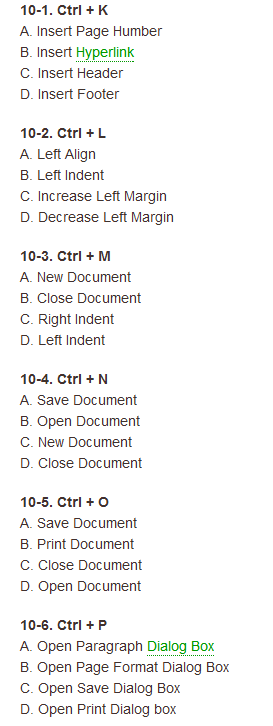 10-1. Ctrl + K
A. Insert Page Humber
B. Insert Hyperlink
C. Insert Header
D. Insert Footer
10-2. Ctrl + L
A. Left Align
B. Left Indent
C. Increase Left Margin
D. Decrease Left Margin
10-3. Ctrl + M
A. New Document
B. Close Document
C. Right Indent
D. Left Indent
10-4. Ctrl + N
A. Save Document
B. Open Document
C. New Document
D. Close Document
10-5. Ctrl + O
A. Save Document
B. Print Document
C. Close Document
D. Open Document
10-6. Ctrl + P
A. Open Paragraph Dialog Box
B. Open Page Format Dialog Box
C. Open Save Dialog Box
D. Open Print Dialog box